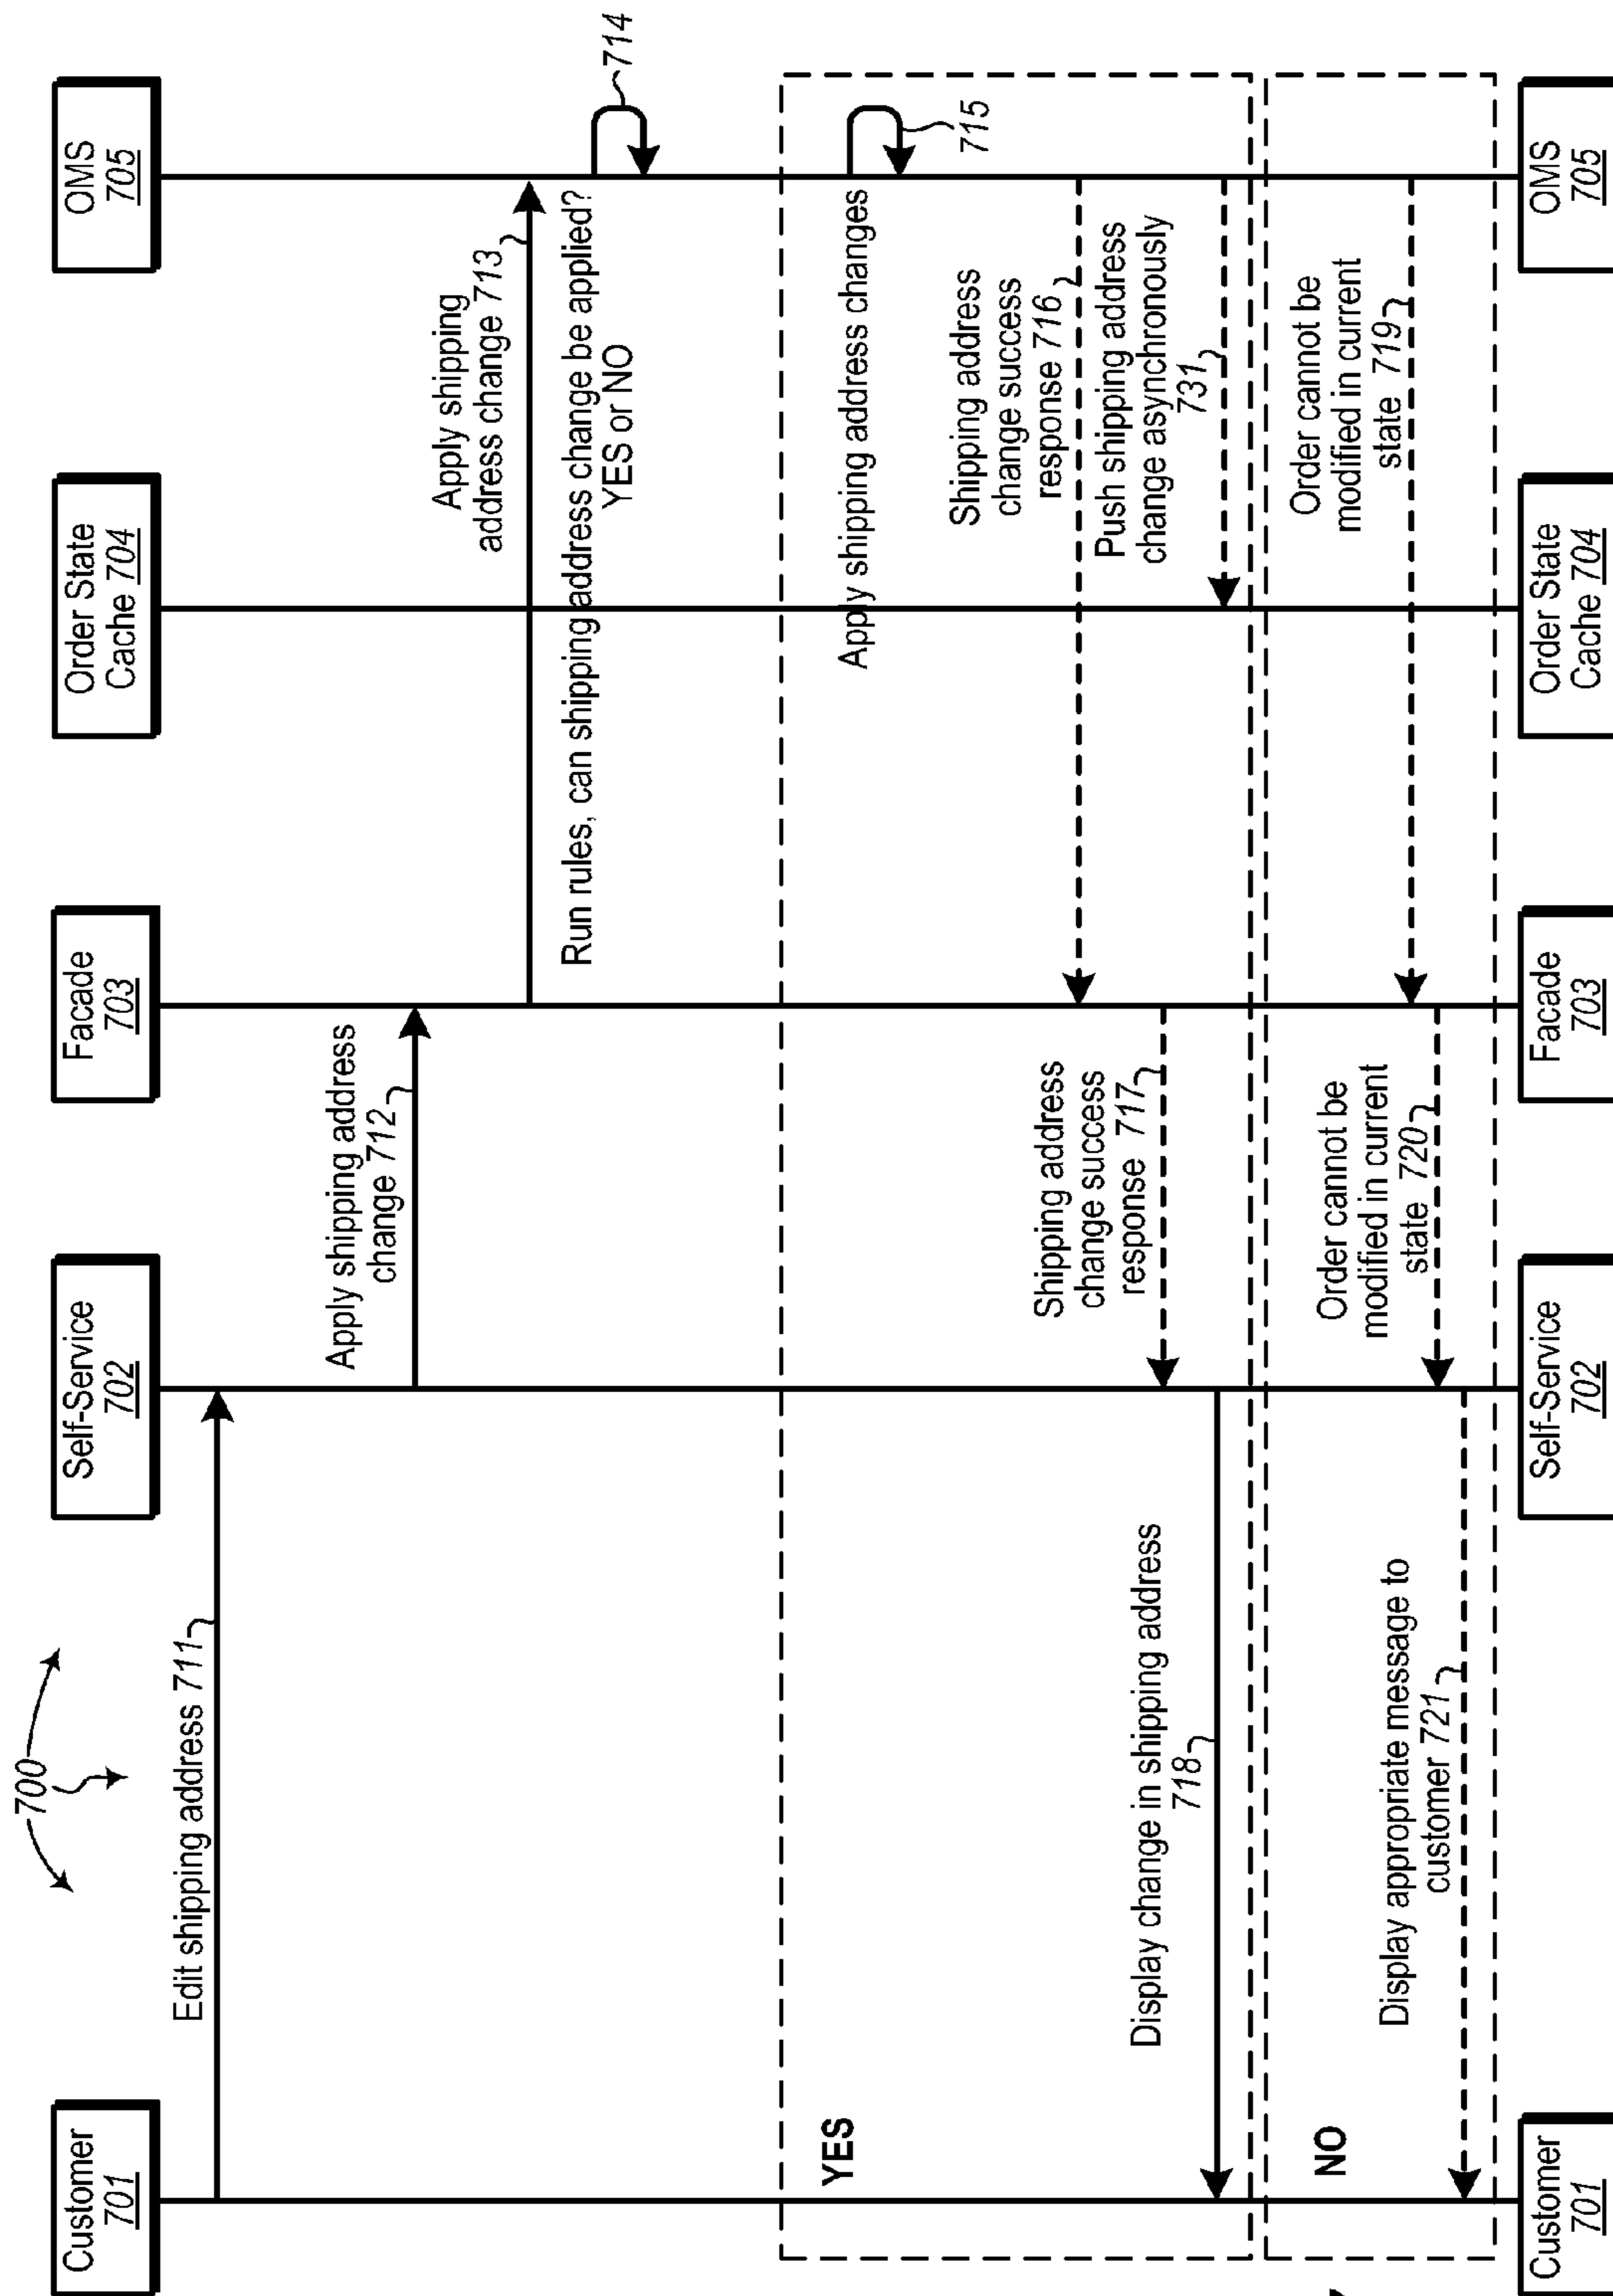 700
Customer
701
Self-Service
702
Facade
703
Order State
Cache 704
OMS
705
Edit shipping address 711
Apply shipping address
change 712
Apply shipping
address change 713
Run rules, can shipping address change be applied?
YES or NO
714
YES
Apply shipping address changes
715
Shipping address
change success
response 716
Shipping address
change success
response 717
Push shipping address
change asynchronously
731
Display change in shipping address
718
NO
Order cannot be
modified in current
state 719
Order cannot be
modified in current
state 720
Display appropriate message to
customer 721
Customer
701
Self-Service
702
Facade
703
Order State
Cache 704
OMS
705